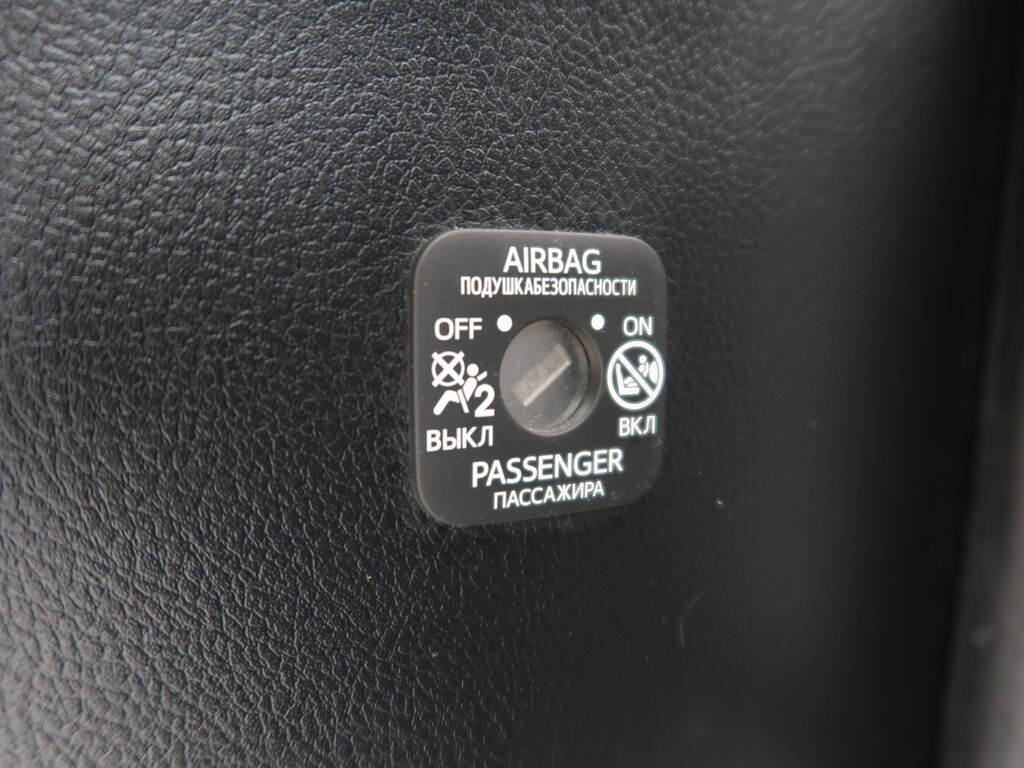 AIRBAG
ПОДУШКАБЕЗОПАСНОСТИ
OFF ON
2
ВЫКЛ ВКЛ
PASSENGER
ПАССАЖИРА